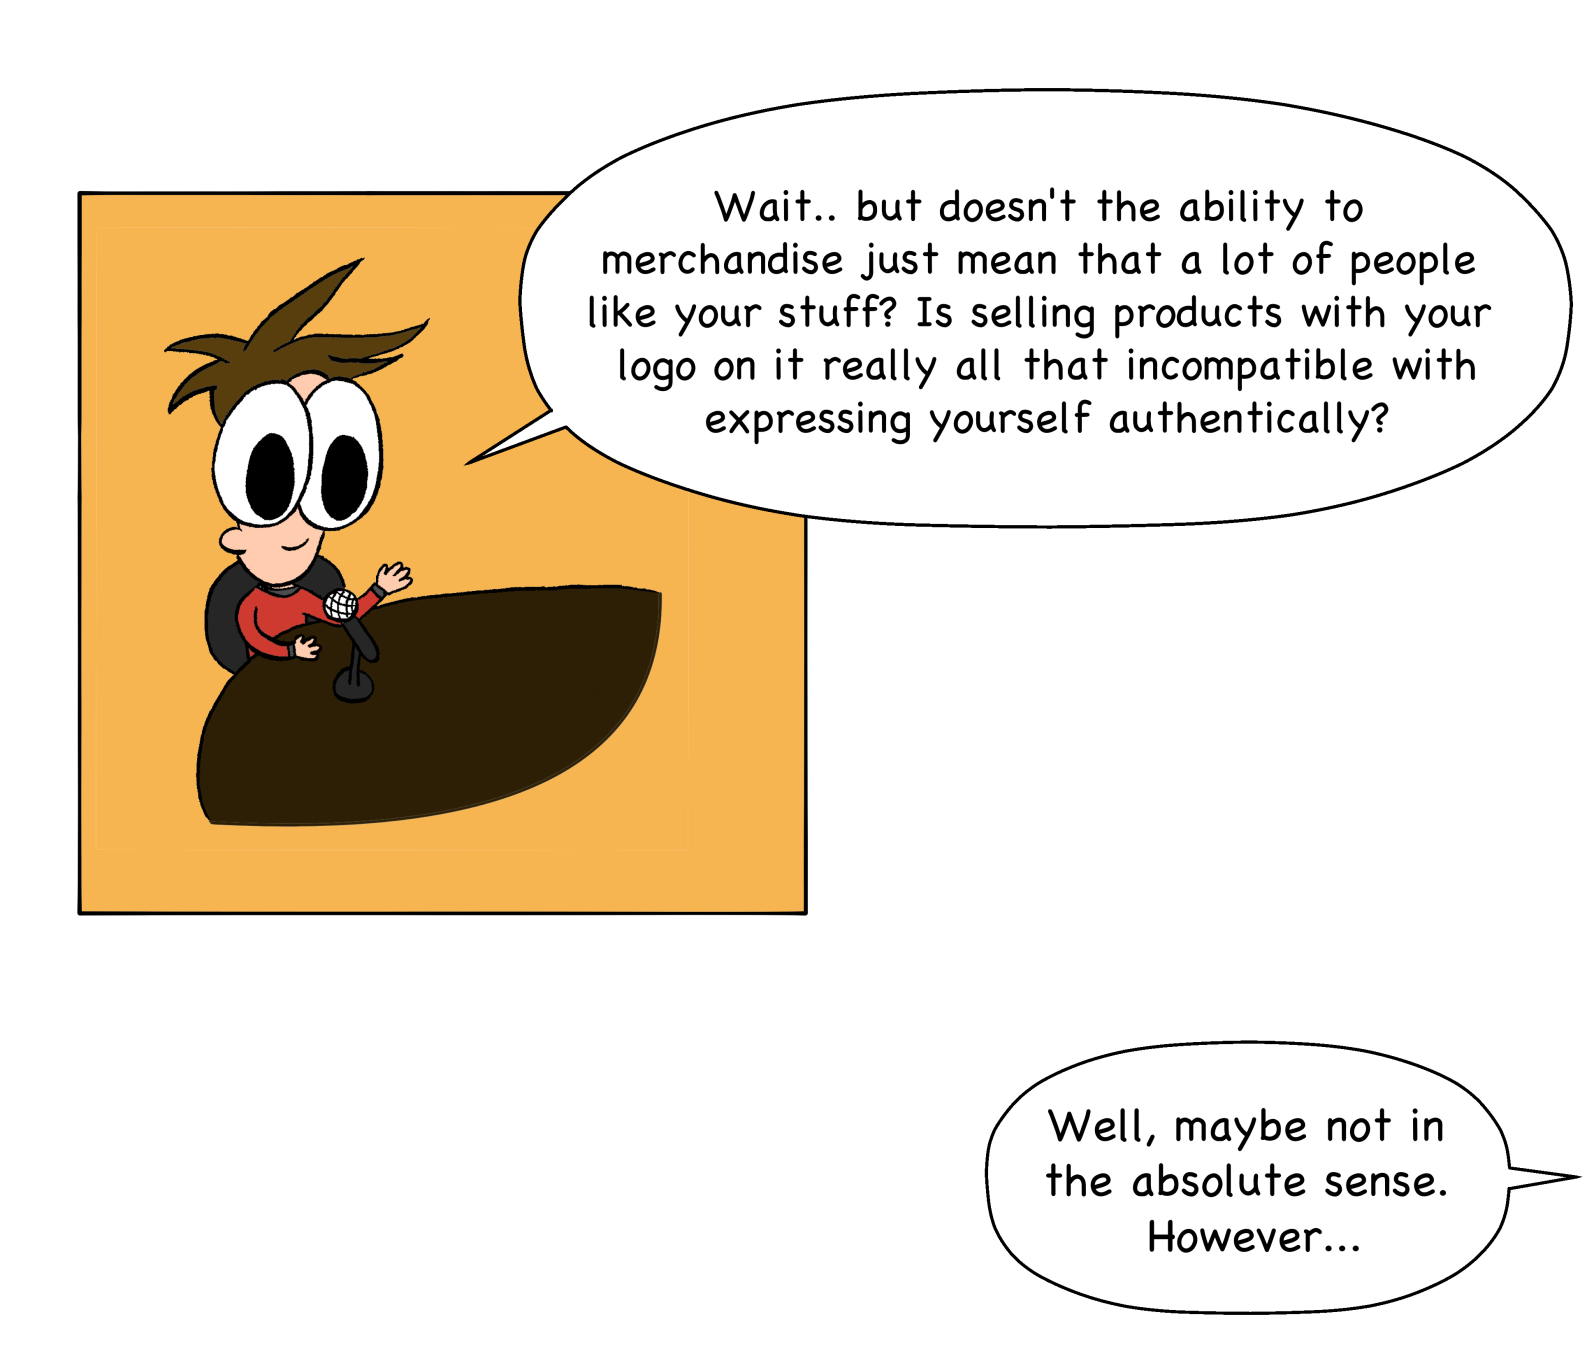 Wait.. but doesn't the ability to
merchandise just mean that a lot of people
like your stuff? Is selling products with your
logo on it really all that incompatible with
expressing yourself authentically?
Well, maybe not in
the absolute sense.
However...